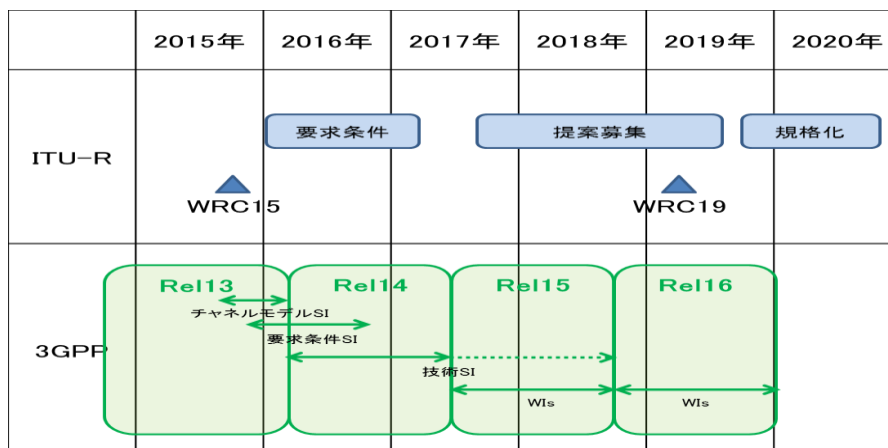 2015年 2016年 2017年 2018年 2019年 2020年
ITU-R
要求条件 提案募集 規格化
WRC15 WRC19
3GPP
Rel13 Rel14 Rel15 Rel16
チャネルモデルSI
要求条件SI
技術SI
WIs WIs